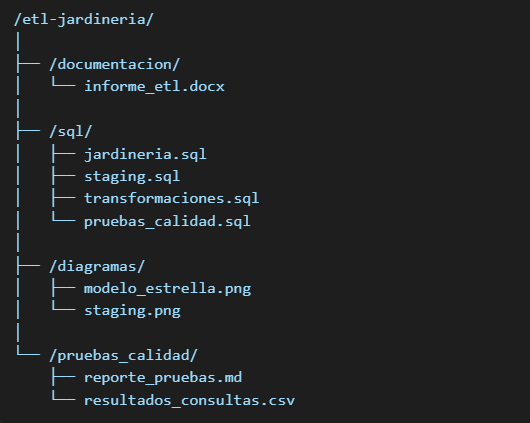 /etl-jardineria/
│
├── /documentacion/
│   └── informe_etl.docx
│
├── /sql/
│   ├── jardineria.sql
│   ├── staging.sql
│   ├── transformaciones.sql
│   └── pruebas_calidad.sql
│
├── /diagramas/
│   ├── modelo_estrella.png
│   └── staging.png
│
└── /pruebas_calidad/
    ├── reporte_pruebas.md
    └── resultados_consultas.csv